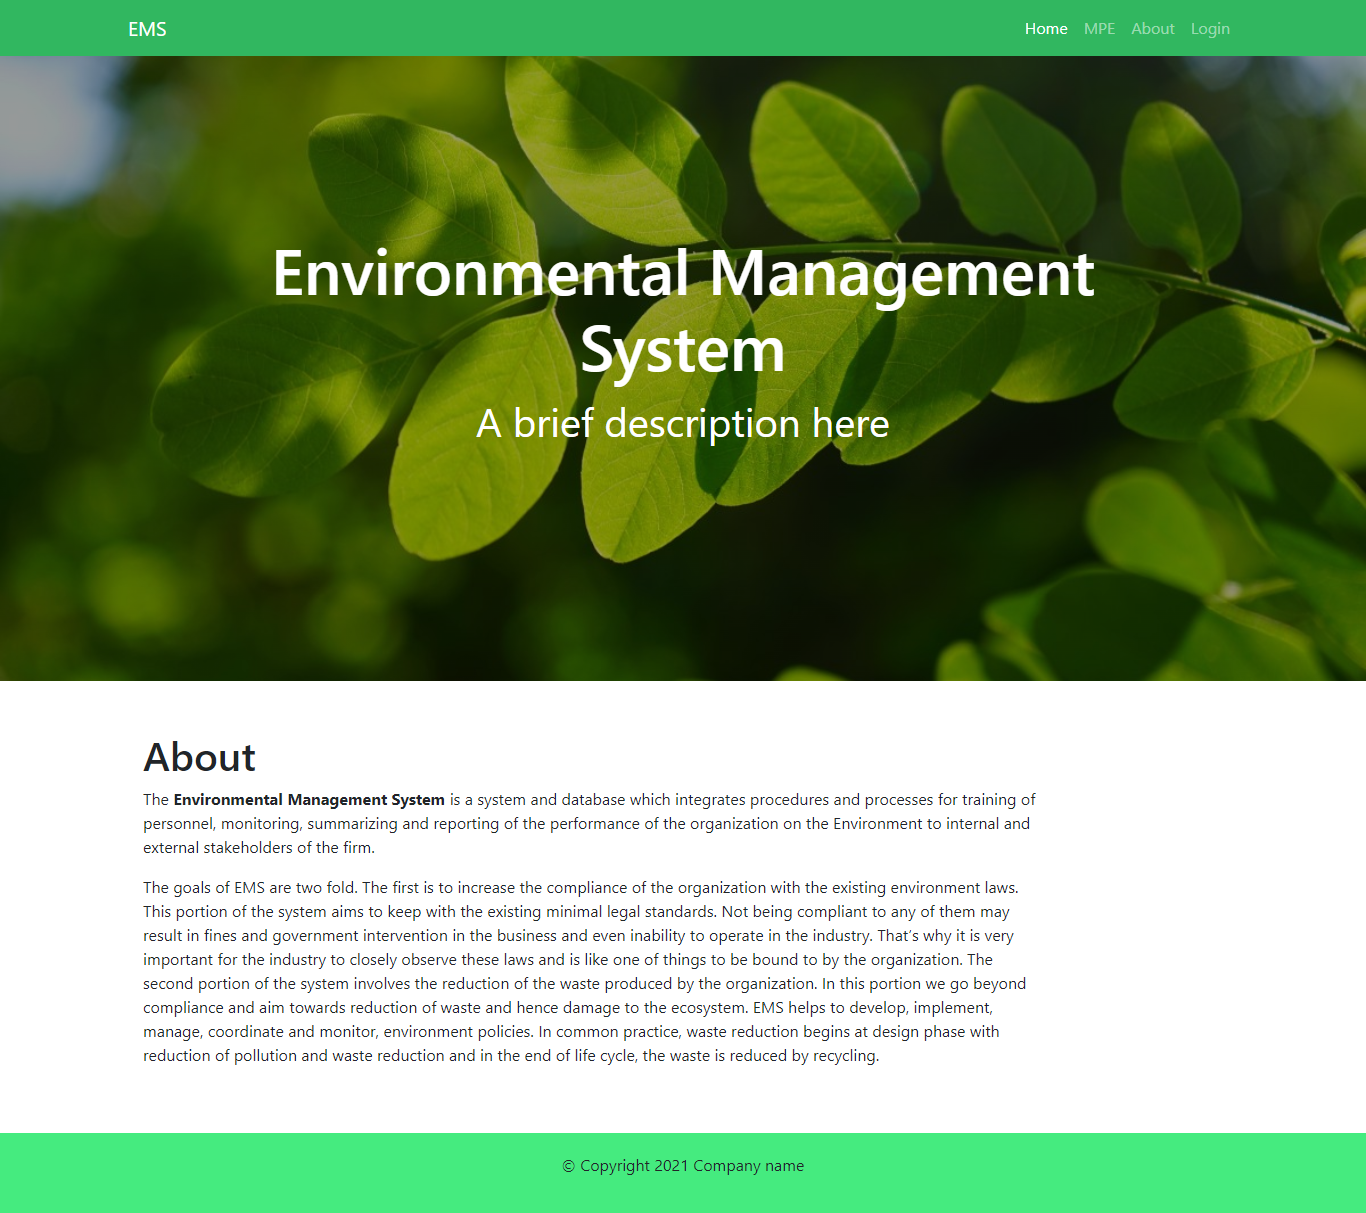 EMS
Home MPE About Login
Environmental Management
System
A brief description here
About
The Environmental Management System is a system and database which integrates procedures and processes for training of
personnel, monitoring, summarizing and reporting of the performance of the organization on the Environment to internal and
external stakeholders of the firm.
The goals of EMS are two fold. The first is to increase the compliance of the organization with the existing environment laws.
This portion of the system aims to keep with the existing minimal legal standards. Not being compliant to any of them may
result in fines and government intervention in the business and even inability to operate in the industry. That's why it is very
important for the industry to closely observe these laws and is like one of things to be bound to by the organization. The
second portion of the system involves the reduction of the waste produced by the organization. In this portion we go beyond
compliance and aim towards reduction of waste and hence damage to the ecosystem. EMS helps to develop, implement,
manage, coordinate and monitor, environment policies. In common practice, waste reduction begins at design phase with
reduction of pollution and waste reduction and in the end of life cycle, the waste is reduced by recycling.
© Copyright 2021 Company name